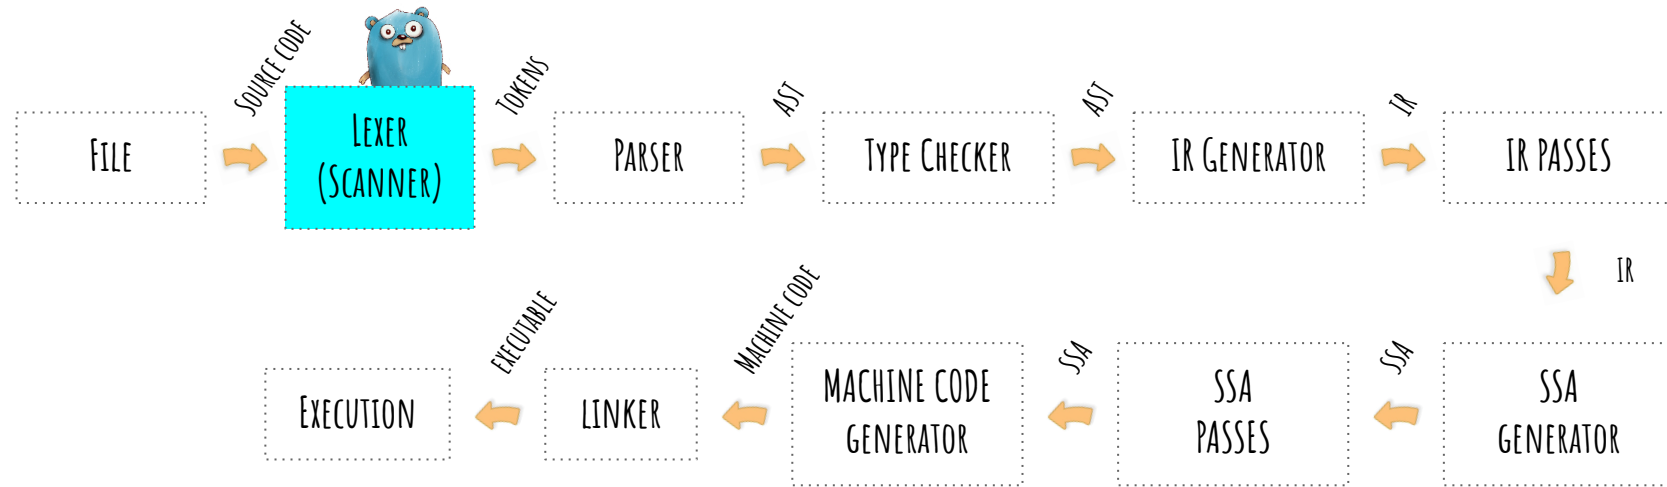 SOURCE CODE
TOKENS
AST
AST
IR
FILE
LEXER
(SCANNER)
PARSER
TYPE CHECKER
IR GENERATOR
IR PASSES
IR
EXECUTABLE
MACHINE CODE
SSA
SSA
EXECUTION
LINKER
MACHINE CODE
GENERATOR
SSA
PASSES
SSA
GENERATOR